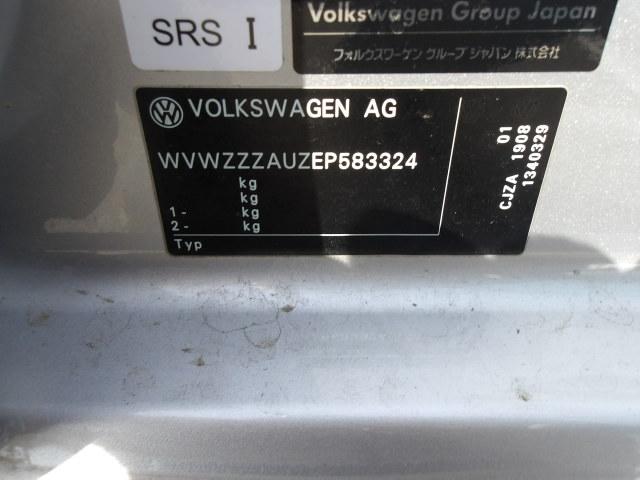 SRS I
Volkswagen Group Japan
フォルクスワーゲン グループ ジャパン 株式会社
VOLKSWAGEN AG
WVWZZZAUZEP583324
kg
kg
1- kg
2- kg
Typ
01
CJZA 1908
1340329